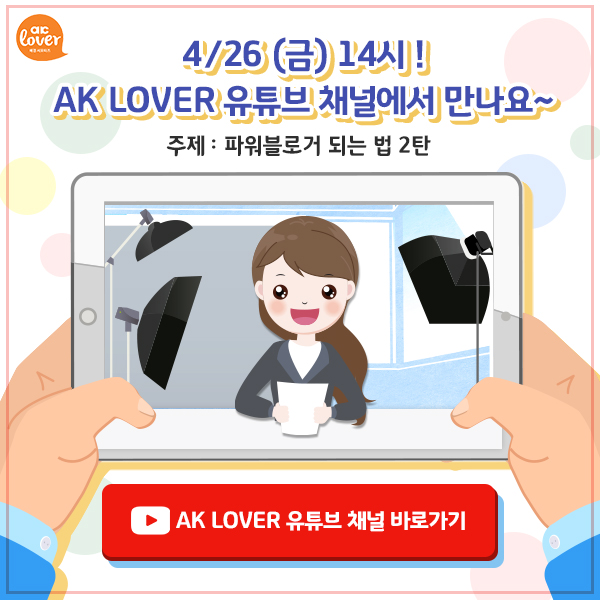 ak
lover
4/26 (금) 14시 !
AK LOVER 유튜브 채널에서 만나요~
주제 : 파워블로거 되는 법 2탄
AK LOVER 유튜브 채널 바로가기